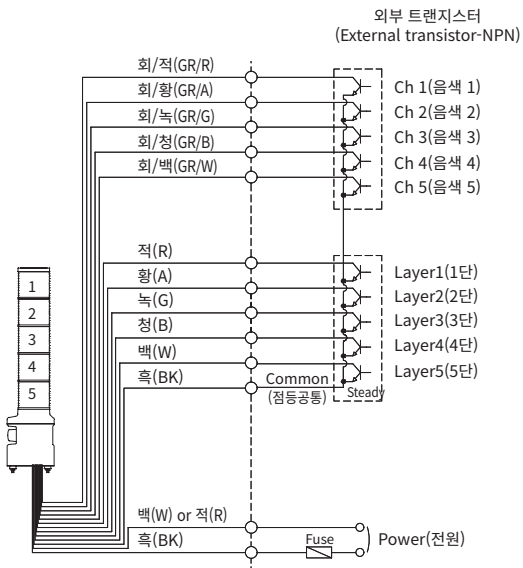 외부 트랜지스터
(External transistor-NPN)
회/적(GR/R)
Ch 1(음색 1)
회/황(GR/A)
Ch 2(음색 2)
회/녹(GR/G)
Ch 3(음색 3)
회/청(GR/B)
Ch 4(음색 4)
회/백(GR/W)
Ch 5(음색 5)
적(R)
Layer1(1단)
황(A)
Layer2(2단)
녹(G)
Layer3(3단)
청(B)
Layer4(4단)
백(W)
Layer5(5단)
흑(BK)
Common
(점등공통)
Steady
1
2
3
4
5
백(W) or 적(R)
흑(BK)
Fuse
Power(전원)